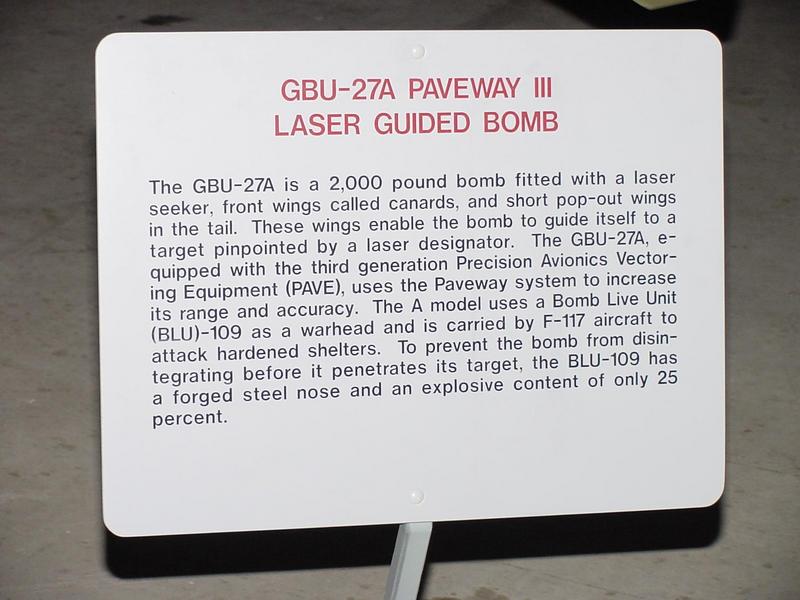 GBU-27A PAVEWAY III
LASER GUIDED BOMB
The GBU-27A is a 2,000 pound bomb fitted with a laser
seeker, front wings called canards, and short pop-out wings
in the tail. These wings enable the bomb to guide itself to a
target pinpointed by a laser designator. The GBU-27A, e-
quipped with the third generation Precision Avionics Vector-
ing Equipment (PAVE), uses the Paveway system to increase
its range and accuracy. The A model uses a Bomb Live Unit
(BLU)-109 as a warhead and is carried by F-117 aircraft to
attack hardened shelters. To prevent the bomb from disin-
tegrating before it penetrates its target, the BLU-109 has
a forged steel nose and an explosive content of only 25
percent.